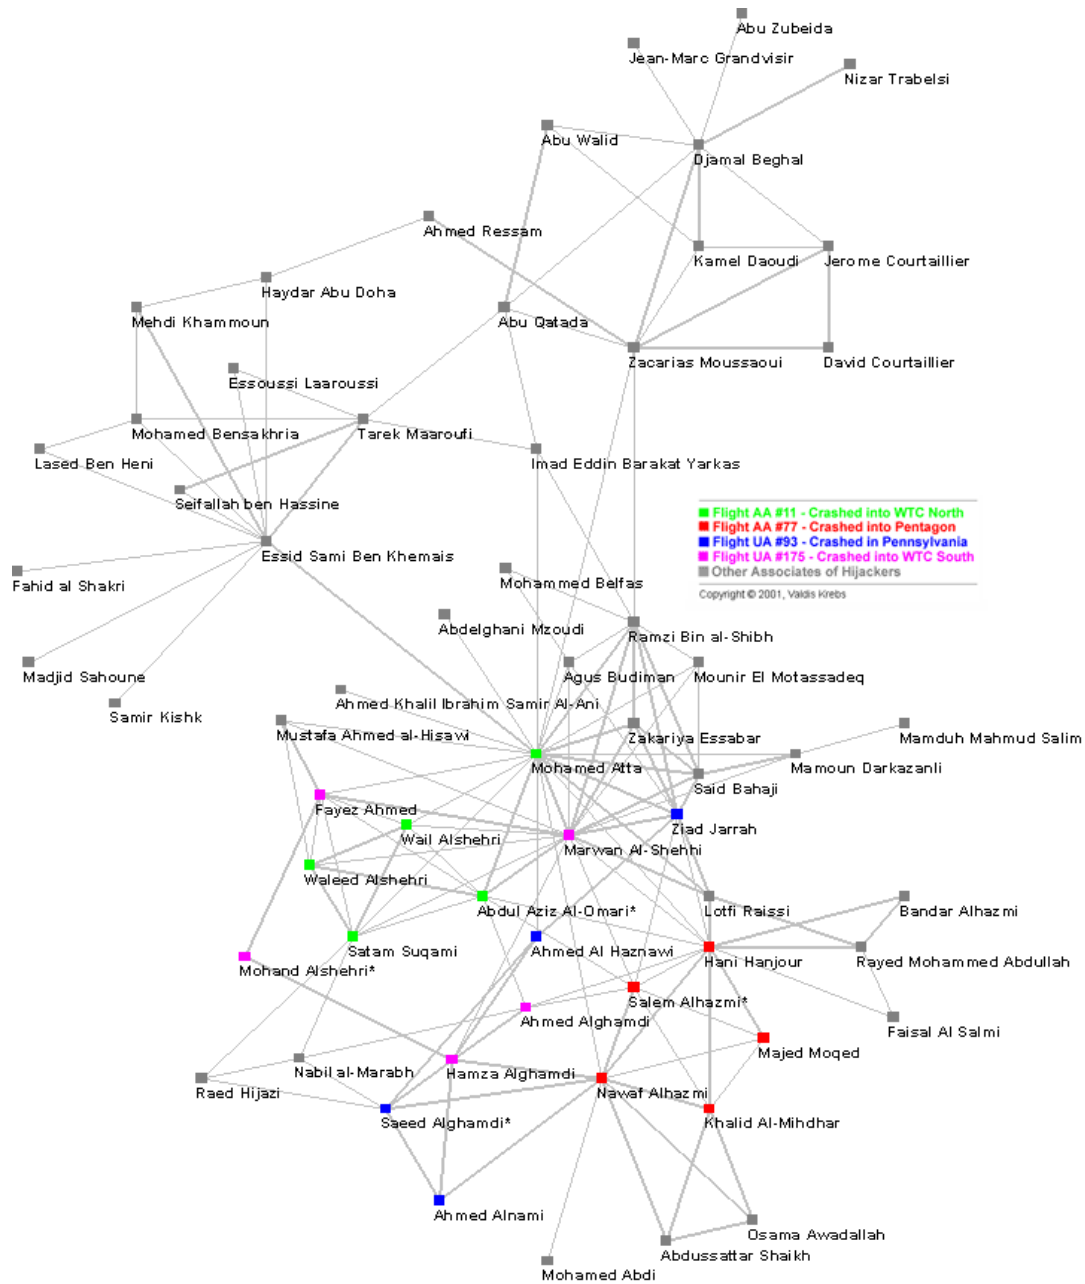 Abu Zubeida
Jean-Marc Grandvisir
Nizar Trabelsi
Abu Walid
Djamal Beghal
Ahmed Ressam
Kamel Daoudi
Jerome Courtaillier
Haydar Abu Doha
Mehdi Khammoun
Abu Qatada
Zacarias Moussaoui
David Courtaillier
Essoussi Laaroussi
Mohamed Bensakhria
Tarek Maaroufi
Lased Ben Heni
Imad Eddin Barakat Yarkas
Seifallah ben Hassine
Flight AA #11 - Crashed into WTC North
Flight AA #77 - Crashed into Pentagon
Flight UA #93 - Crashed in Pennsylvania
Flight UA #175 - Crashed into WTC South
Other Associates of Hijackers
Copyright © 2001, Valdis Krebs
Essid Sami Ben Khemais
Fahid al Shakri
Mohammed Belfas
Abdelghani Mzoudi
Ramzi Bin al-Shibh
Madjid Sahoune
Agus Budiman
Mounir El Motassadeq
Ahmed Khalil Ibrahim Samir Al-Ani
Samir Kishk
Mustafa Ahmed al-Hisawi
Zakariya Essabar
Mamduh Mahmud Salim
Mohamed Atta
Mamoun Darkazanli
Said Bahaji
Fayez Ahmed
Ziad Jarrah
Wail Alshehri
Marwan Al-Shehhi
Waleed Alshehri
Abdul Aziz Al-Omari*
Lotfi Raissi
Bandar Alhazmi
Satam Suqami
Ahmed Al Haznawi
Hani Hanjour
Rayed Mohammed Abdullah
Mohand Alshehri*
Salem Alhazmi*
Ahmed Alghamdi
Faisal Al Salmi
Majed Moqed
Nabil al-Marabh
Hamza Alghamdi
Raed Hijazi
Nawaf Alhazmi
Saeed Alghamdi*
Khalid Al-Mihdhar
Ahmed Alnami
Osama Awadallah
Abdussattar Shaikh
Mohamed Abdi